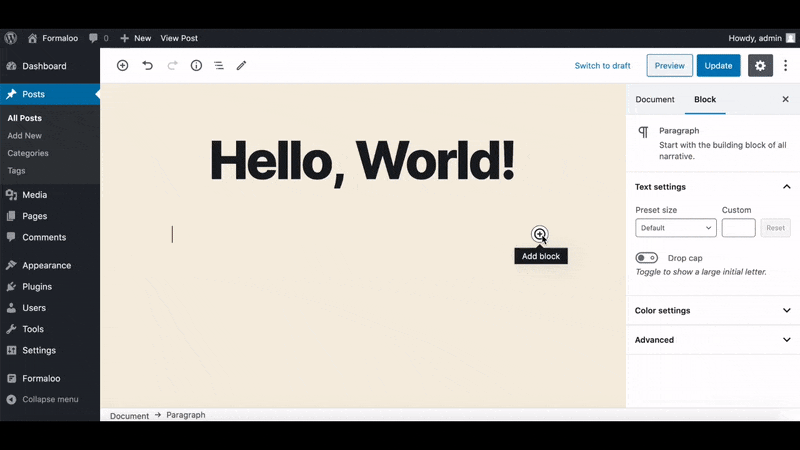 Formaloo 0 New View Post Howdy, admin
Dashboard
Posts
All Posts
Add New
Categories
Tags
Media
Pages
Comments
Appearance
Plugins
Users
Tools
Settings
Formaloo
Collapse menu
Switch to draft Preview Update
Hello, World!
Add block
Document Block
Paragraph
Start with the building block of all
narrative.
Text settings
Preset size Custom
Default Reset
Drop cap
Toggle to show a large initial letter.
Color settings
Advanced
Document → Paragraph